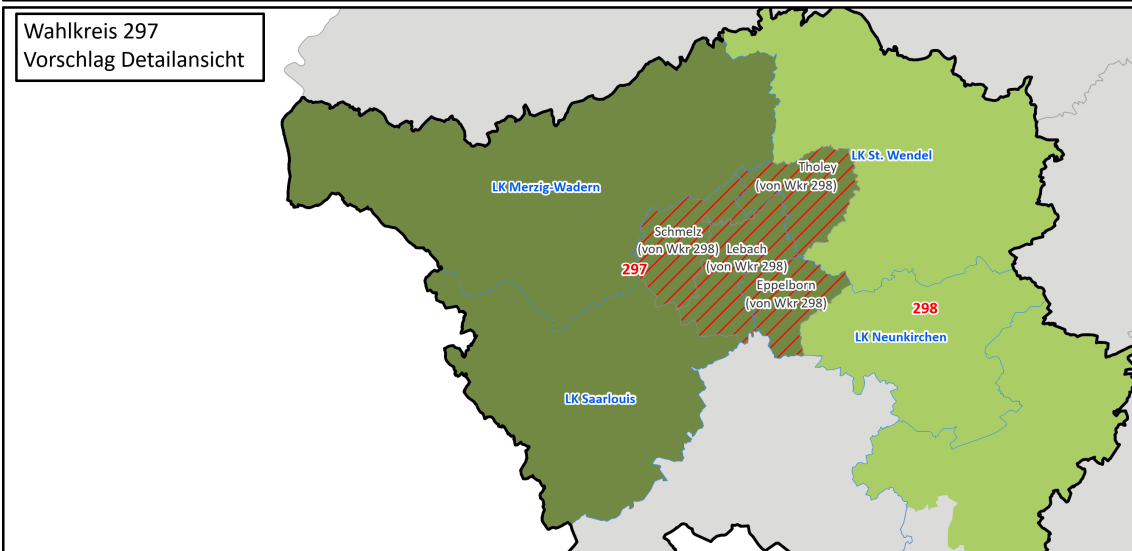 Wahlkreis 297
Vorschlag Detailansicht
LK St. Wendel
Tholey
(von Wkr 298)
LK Merzig-Wadern
Schmelz
(von Wkr 298)
Lebach
(von Wkr 298)
297
Eppelborn
(von Wkr 298)
298
LK Neunkirchen
LK Saarlouis